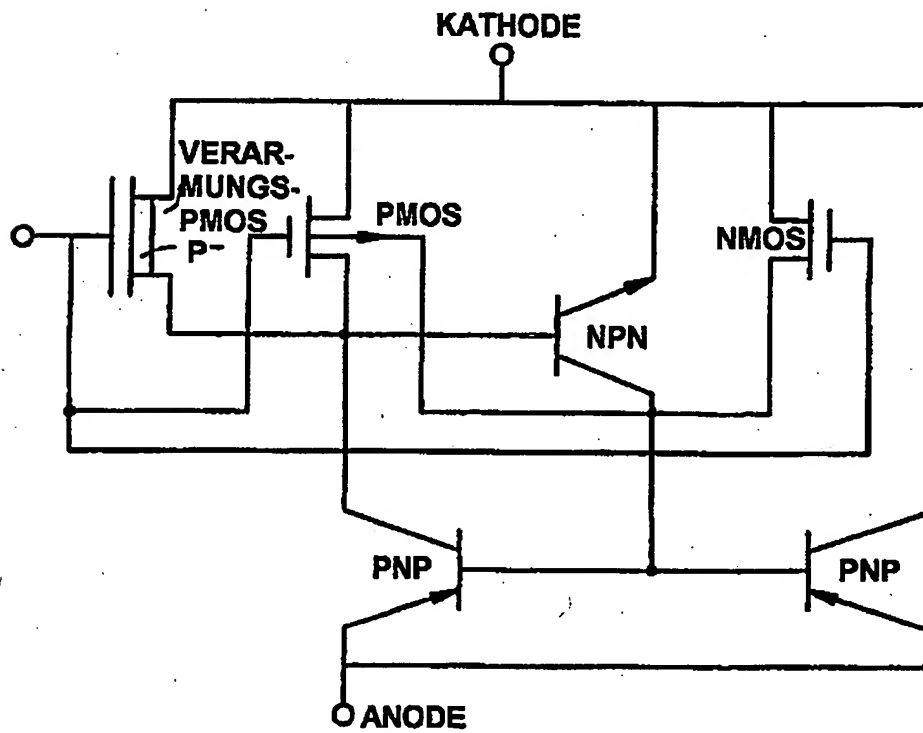 KATHODE
VERAR-
MUNGS-
PMOS
P⁻
PMOS
NMOS
NPN
PNP
PNP
ANODE